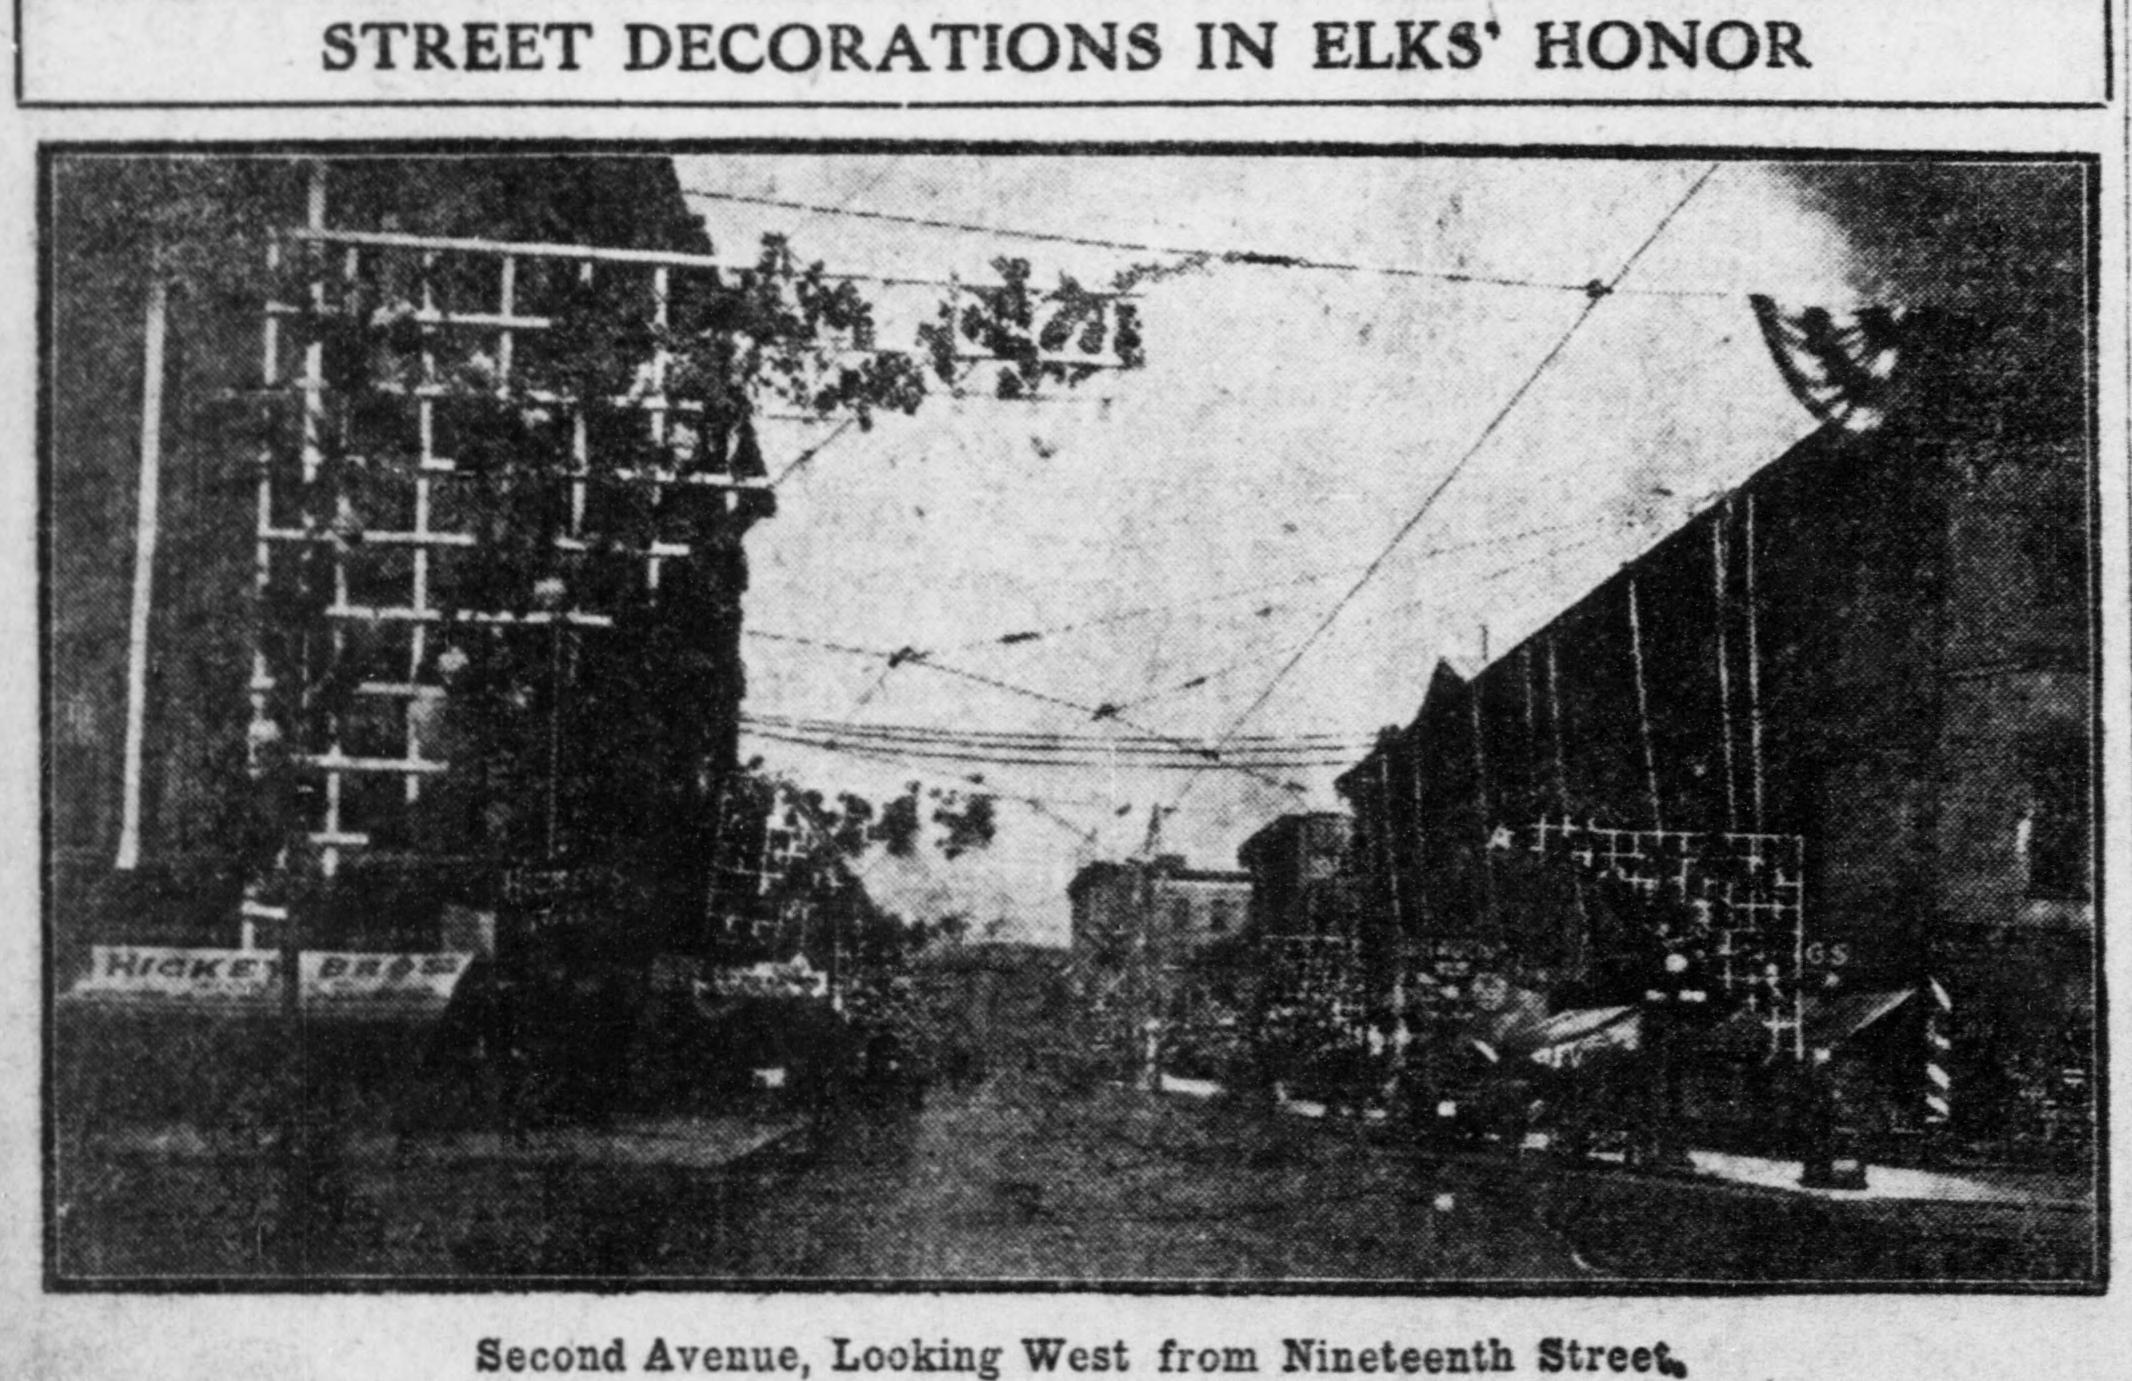 STREET DECORATIONS IN ELKS' HONOR
HICKEY BROS
Second Avenue, Looking West from Nineteenth Street.